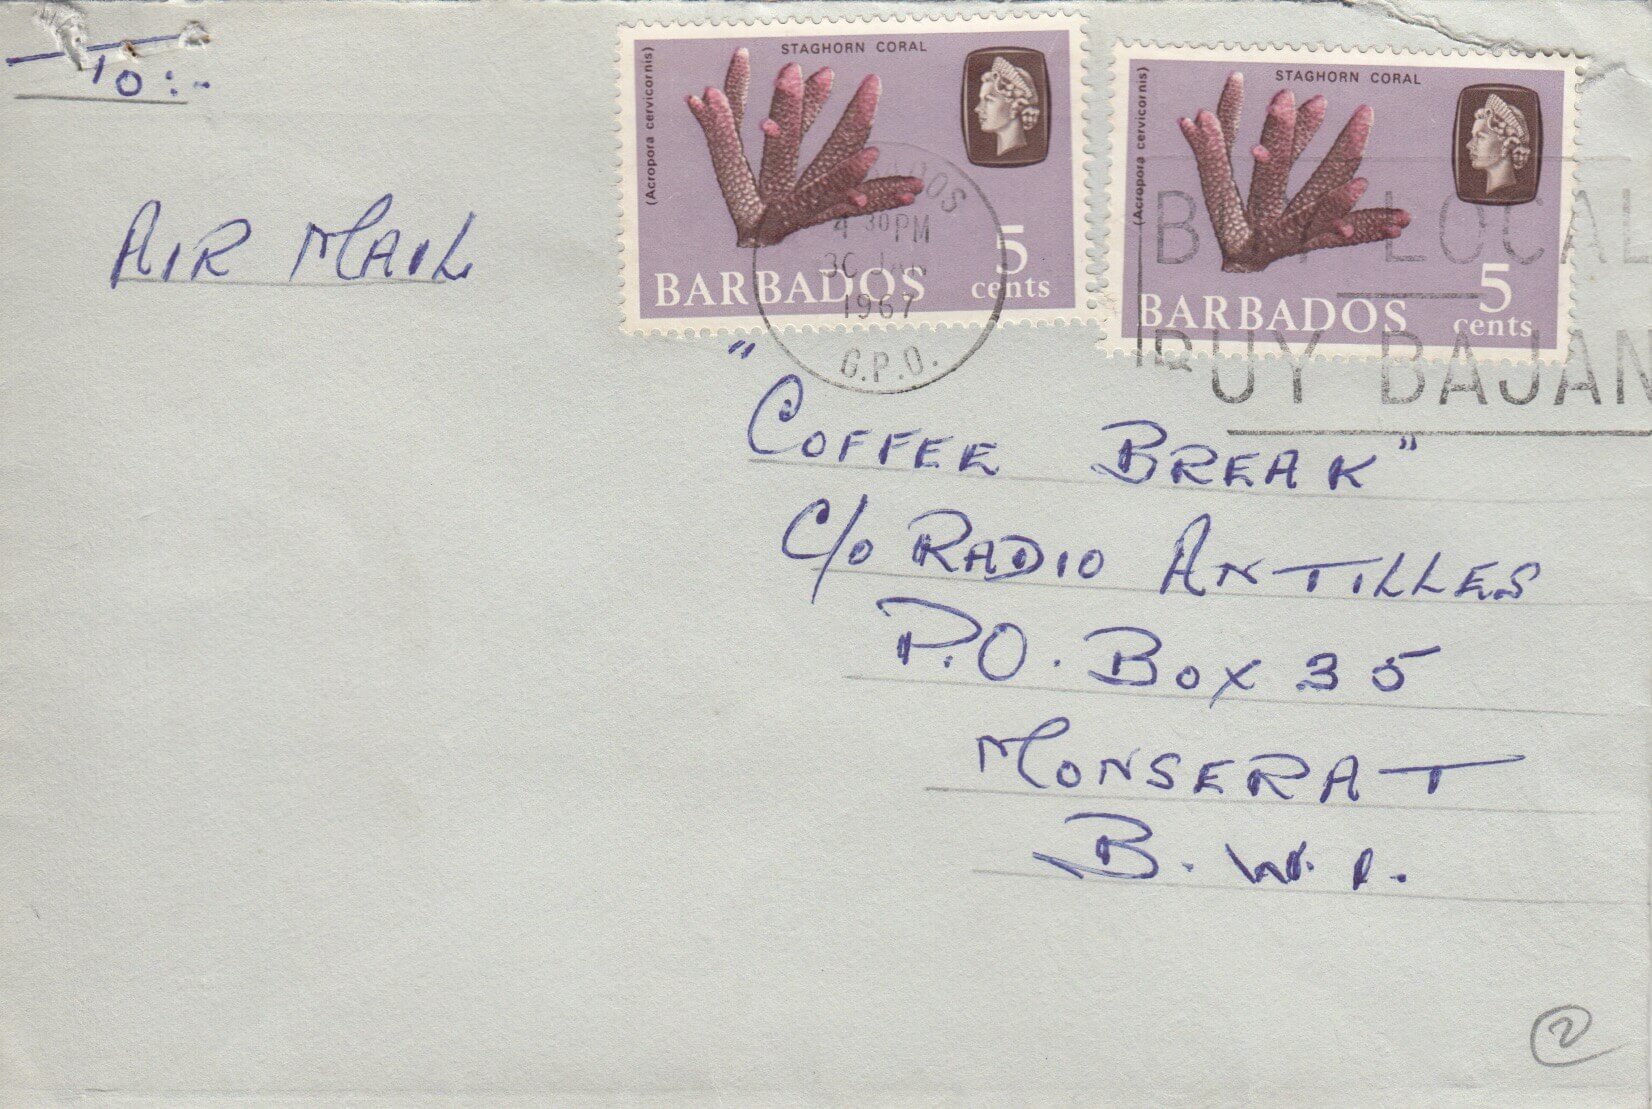 TO:-
AIR MAIL
STAGHORN CORAL
(Acropora cervicornis)
5
BARBADOS cents
STAGHORN CORAL
(Acropora cervicornis)
5
BARBADOS cents
4 30PM
1967
G.P.O.
BUY LOCAL
BUY BAJAN
"COFFEE BREAK"
C/O RADIO ANTILLES
P.O. BOX 35
MONSERAT
B.W.I.
2